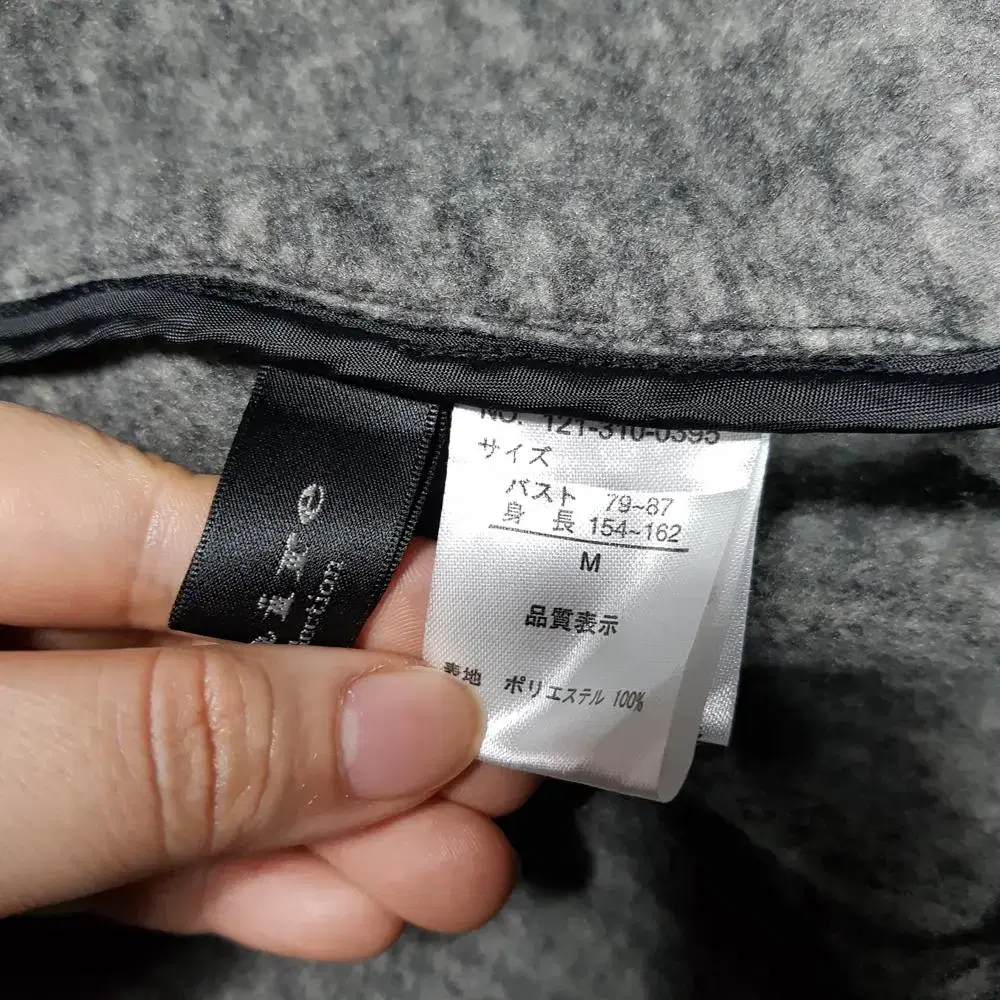 NO. 121-310-0395
サイズ
バスト 79~87
身 長 154~162
M
品質表示
表地 ポリエステル 100%